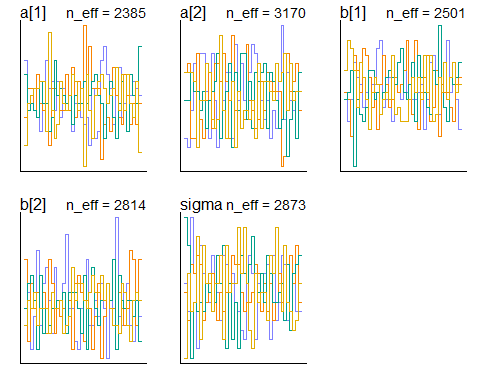 a[1] n_eff = 2385
a[2] n_eff = 3170
b[1] n_eff = 2501
b[2] n_eff = 2814
sigma n_eff = 2873